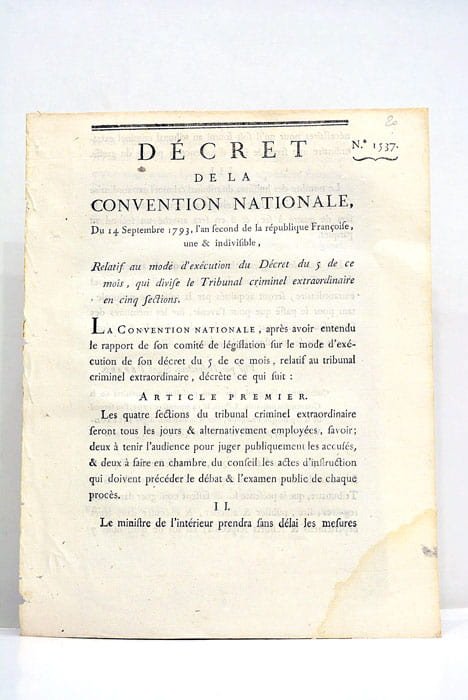 20
N.° 1537.
DÉCRET
DE LA
CONVENTION NATIONALE,
Du 14 Septembre 1793, l'an second de la république Françoise,
une & indivisible,
Relatif au mode d'exécution du Décret du 5 de ce
mois, qui divise le Tribunal criminel extraordinaire
en cinq sections.
LA CONVENTION NATIONALE, après avoir entendu
le rapport de son comité de législation sur le mode d'exé-
cution de son décret du 5 de ce mois, relatif au tribunal
criminel extraordinaire, décrète ce qui suit :
ARTICLE PREMIER.
Les quatre sections du tribunal criminel extraordinaire
seront tous les jours & alternativement employées, savoir;
deux à tenir l'audience pour juger publiquement les accusés,
& deux à faire en chambre du conseil les actes d'instruction
qui doivent précéder le débat & l'examen public de chaque
procès.
II.
Le ministre de l'intérieur prendra sans délai les mesures